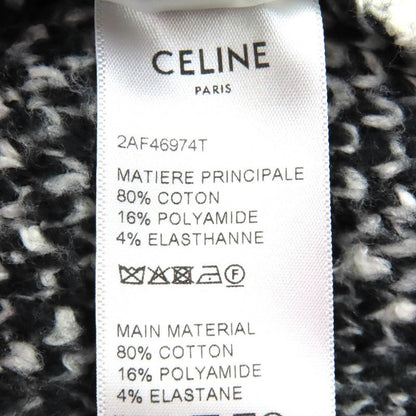 CELINE
PARIS
2AF46974T
MATIERE PRINCIPALE
80% COTON
16% POLYAMIDE
4% ELASTHANNE
F
MAIN MATERIAL
80% COTTON
16% POLYAMIDE
4% ELASTANE